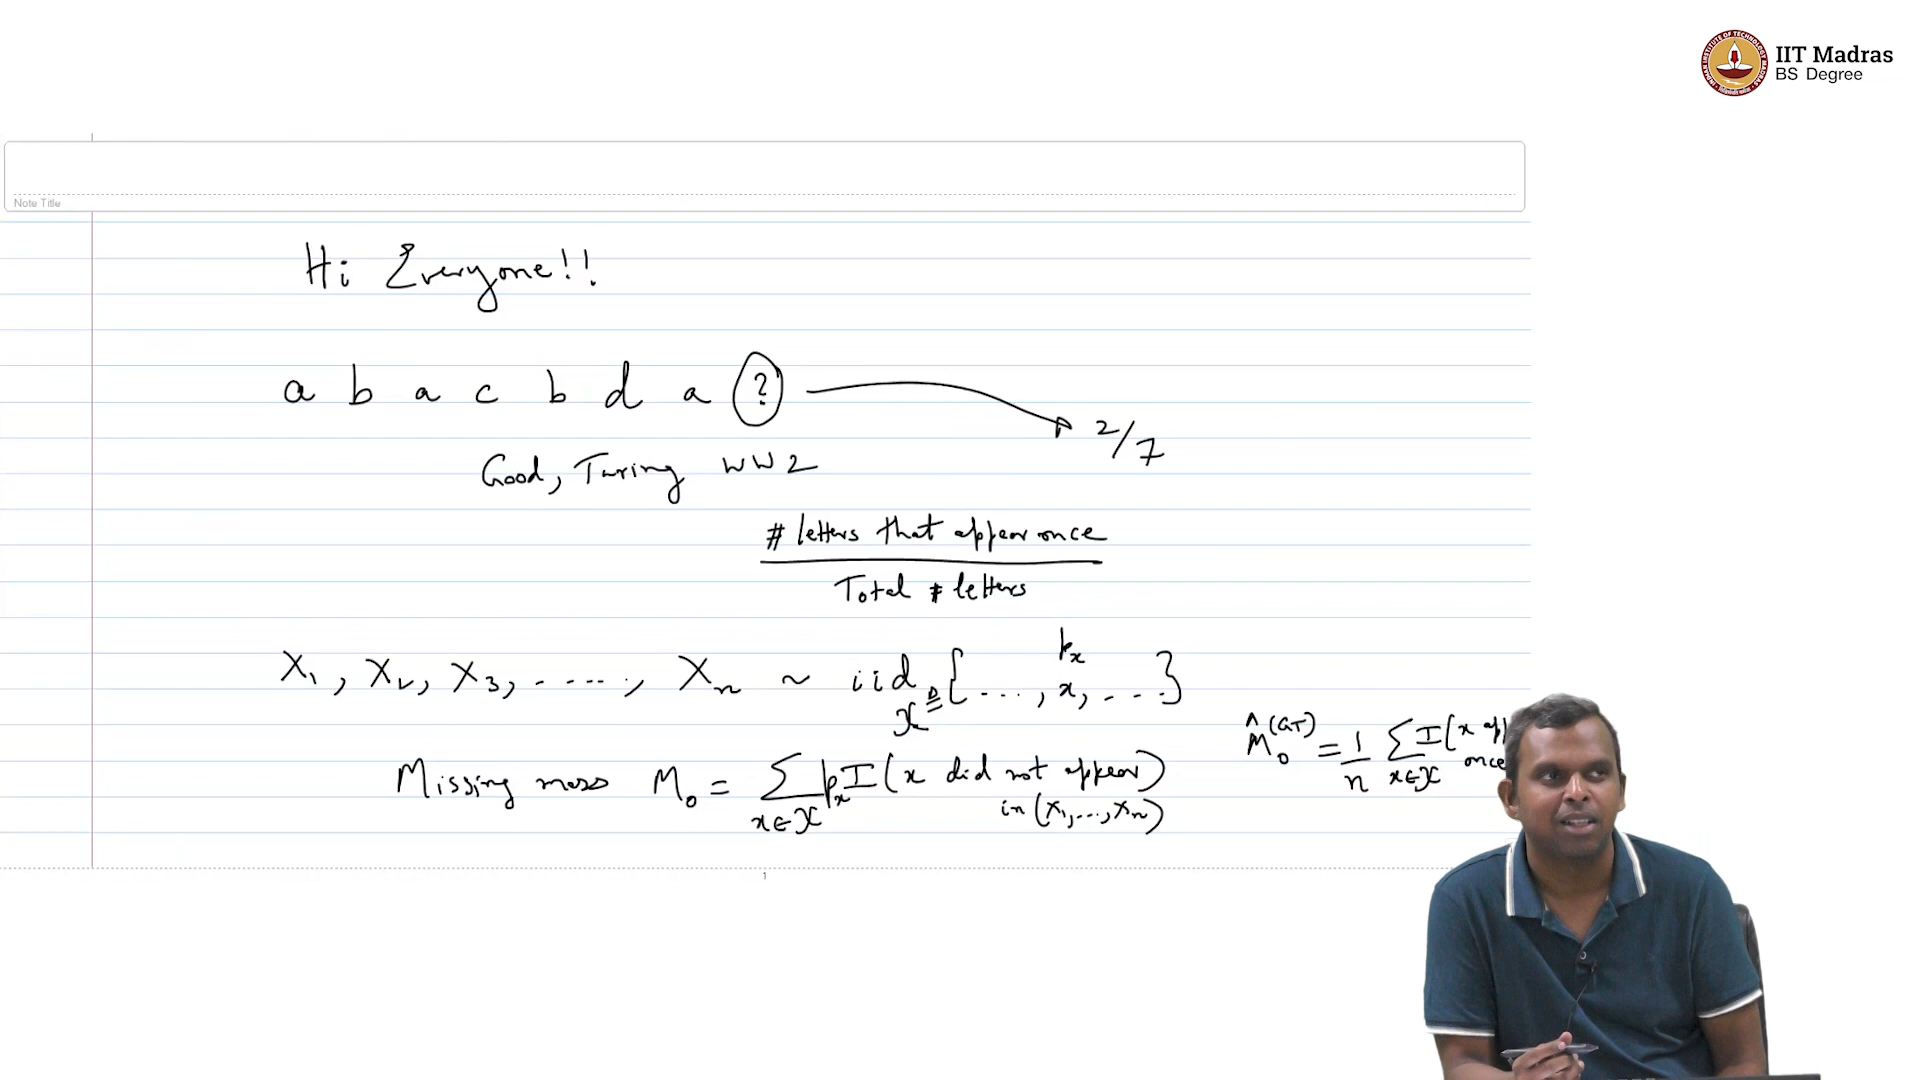 IIT Madras
BS Degree
Note Title
Hi Everyone!!
a b a c b d a ? 2/7
Good, Turing WW2
# letters that appear once
Total # letters
X₁, X₂, X₃, ....., Xₙ ~ iid 𝒳 ≜ {..., x, ...} pₓ
Missing mass M₀ = Σ x∈𝒳 pₓ I(x did not appear in (X₁,...,Xₙ))
M̂₀^(GT) = 1/n Σ x∈𝒳 I(x once
1